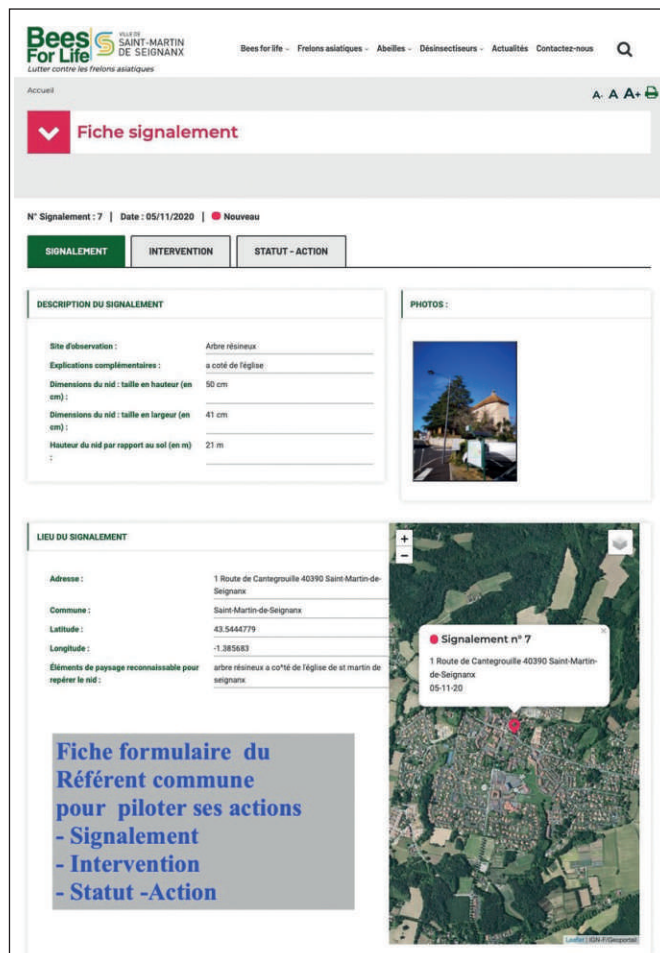 Bees
For Life
VILLE DE
SAINT-MARTIN
DE SEIGNANX
Lutter contre les frelons asiatiques
Bees for life Frelons asiatiques Abeilles Désinsectiseurs Actualités Contactez-nous
Accueil
A- A A+
Fiche signalement
N° Signalement : 7 | Date : 05/11/2020 | Nouveau
SIGNALEMENT INTERVENTION STATUT - ACTION
DESCRIPTION DU SIGNALEMENT
Site d'observation : Arbre résineux
Explications complémentaires : a coté de l'église
Dimensions du nid : taille en hauteur (en cm) : 50 cm
Dimensions du nid : taille en largeur (en cm) : 41 cm
Hauteur du nid par rapport au sol (en m) : 21 m
PHOTOS :
LIEU DU SIGNALEMENT
Adresse : 1 Route de Cantegrouille 40390 Saint-Martin-de-
Seignanx
Commune : Saint-Martin-de-Seignanx
Latitude : 43.5444779
Longitude : -1.385683
Éléments de paysage reconnaissable pour
repérer le nid :
arbre résineux a co^té de l'église de st martin de
seignanx
+
−
Signalement n° 7
×
1 Route de Cantegrouille 40390 Saint-Martin-
de-Seignanx
05-11-20
Fiche formulaire du
Référent commune
pour piloter ses actions
- Signalement
- Intervention
- Statut -Action
Leaflet | IGN-F/Geoportail